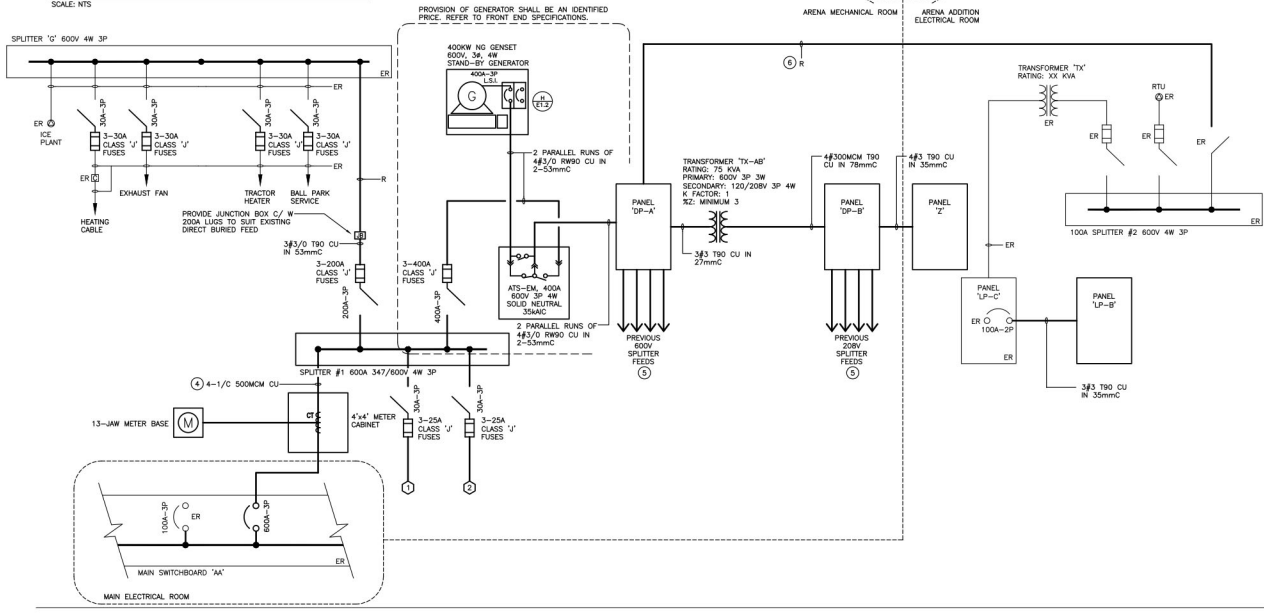 SCALE: NTS
SPLITTER 'G' 600V 4W 3P
ER
ER
ER
ICE
PLANT
30A-3P
3-30A
CLASS 'J'
FUSES
30A-3P
3-30A
CLASS 'J'
FUSES
30A-3P
3-30A
CLASS 'J'
FUSES
30A-3P
3-30A
CLASS 'J'
FUSES
ER
ER C
EXHAUST FAN
HEATING
CABLE
TRACTOR
HEATER
BALL PARK
SERVICE
R
PROVIDE JUNCTION BOX C/ W
200A LUGS TO SUIT EXISTING
DIRECT BURIED FEED
JB
3#3/0 T90 CU
IN 53mmC
3-200A
CLASS 'J'
FUSES
200A-3P
PROVISION OF GENERATOR SHALL BE AN IDENTIFIED
PRICE. REFER TO FRONT END SPECIFICATIONS.
400KW NG GENSET
600V, 3ø, 4W
STAND-BY GENERATOR
400A-3P
L.S.I.
G
H
E1.2
2 PARALLEL RUNS OF
4#3/0 RW90 CU IN
2-53mmC
3-400A
CLASS 'J'
FUSES
400A-3P
ATS-EM, 400A
600V 3P 4W
SOLID NEUTRAL
35kAIC
2 PARALLEL RUNS OF
4#3/0 RW90 CU IN
2-53mmC
SPLITTER #1 600A 347/600V 4W 3P
4 4-1/C 500MCM CU
CT
4'x4' METER
CABINET
13-JAW METER BASE
M
30A-3P
3-25A
CLASS 'J'
FUSES
1
30A-3P
3-25A
CLASS 'J'
FUSES
2
100A-3P
ER
600A-3P
ER
MAIN SWITCHBOARD 'AA'
MAIN ELECTRICAL ROOM
ARENA MECHANICAL ROOM
ARENA ADDITION
ELECTRICAL ROOM
6 R
PANEL
'DP-A'
PREVIOUS
600V
SPLITTER
FEEDS
5
TRANSFORMER 'TX-AB'
RATING: 75 KVA
PRIMARY: 600V 3P 3W
SECONDARY: 120/208V 3P 4W
K FACTOR: 1
%Z: MINIMUM 3
3#3 T90 CU IN
27mmC
4#300MCM T90
CU IN 78mmC
PANEL
'DP-B'
PREVIOUS
208V
SPLITTER
FEEDS
5
4#3 T90 CU
IN 35mmC
PANEL
'Z'
TRANSFORMER 'TX'
RATING: XX KVA
ER
ER
RTU
ER
ER
ER
ER
100A SPLITTER #2 600V 4W 3P
ER
PANEL
'LP-C'
ER
100A-2P
ER
PANEL
'LP-B'
3#3 T90 CU
IN 35mmC